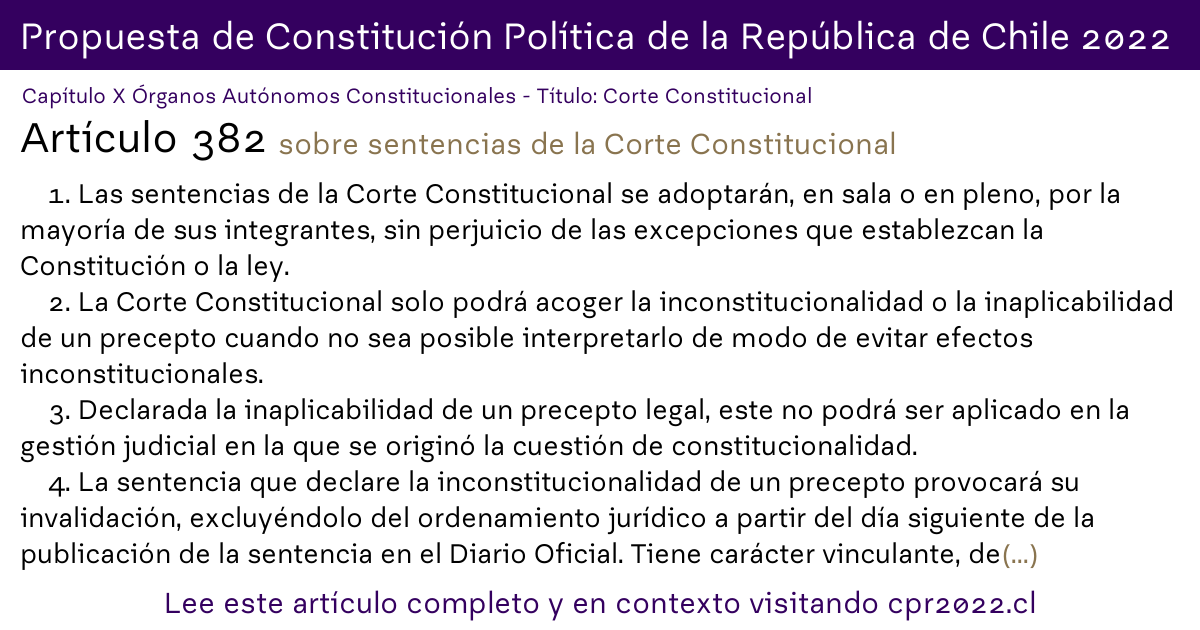 Propuesta de Constitución Política de la República de Chile 2022
Capítulo X Órganos Autónomos Constitucionales - Título: Corte Constitucional
Artículo 382 sobre sentencias de la Corte Constitucional
1. Las sentencias de la Corte Constitucional se adoptarán, en sala o en pleno, por la
mayoría de sus integrantes, sin perjuicio de las excepciones que establezcan la
Constitución o la ley.
2. La Corte Constitucional solo podrá acoger la inconstitucionalidad o la inaplicabilidad
de un precepto cuando no sea posible interpretarlo de modo de evitar efectos
inconstitucionales.
3. Declarada la inaplicabilidad de un precepto legal, este no podrá ser aplicado en la
gestión judicial en la que se originó la cuestión de constitucionalidad.
4. La sentencia que declare la inconstitucionalidad de un precepto provocará su
invalidación, excluyéndolo del ordenamiento jurídico a partir del día siguiente de la
publicación de la sentencia en el Diario Oficial. Tiene carácter vinculante, de(...)
Lee este artículo completo y en contexto visitando cpr2022.cl